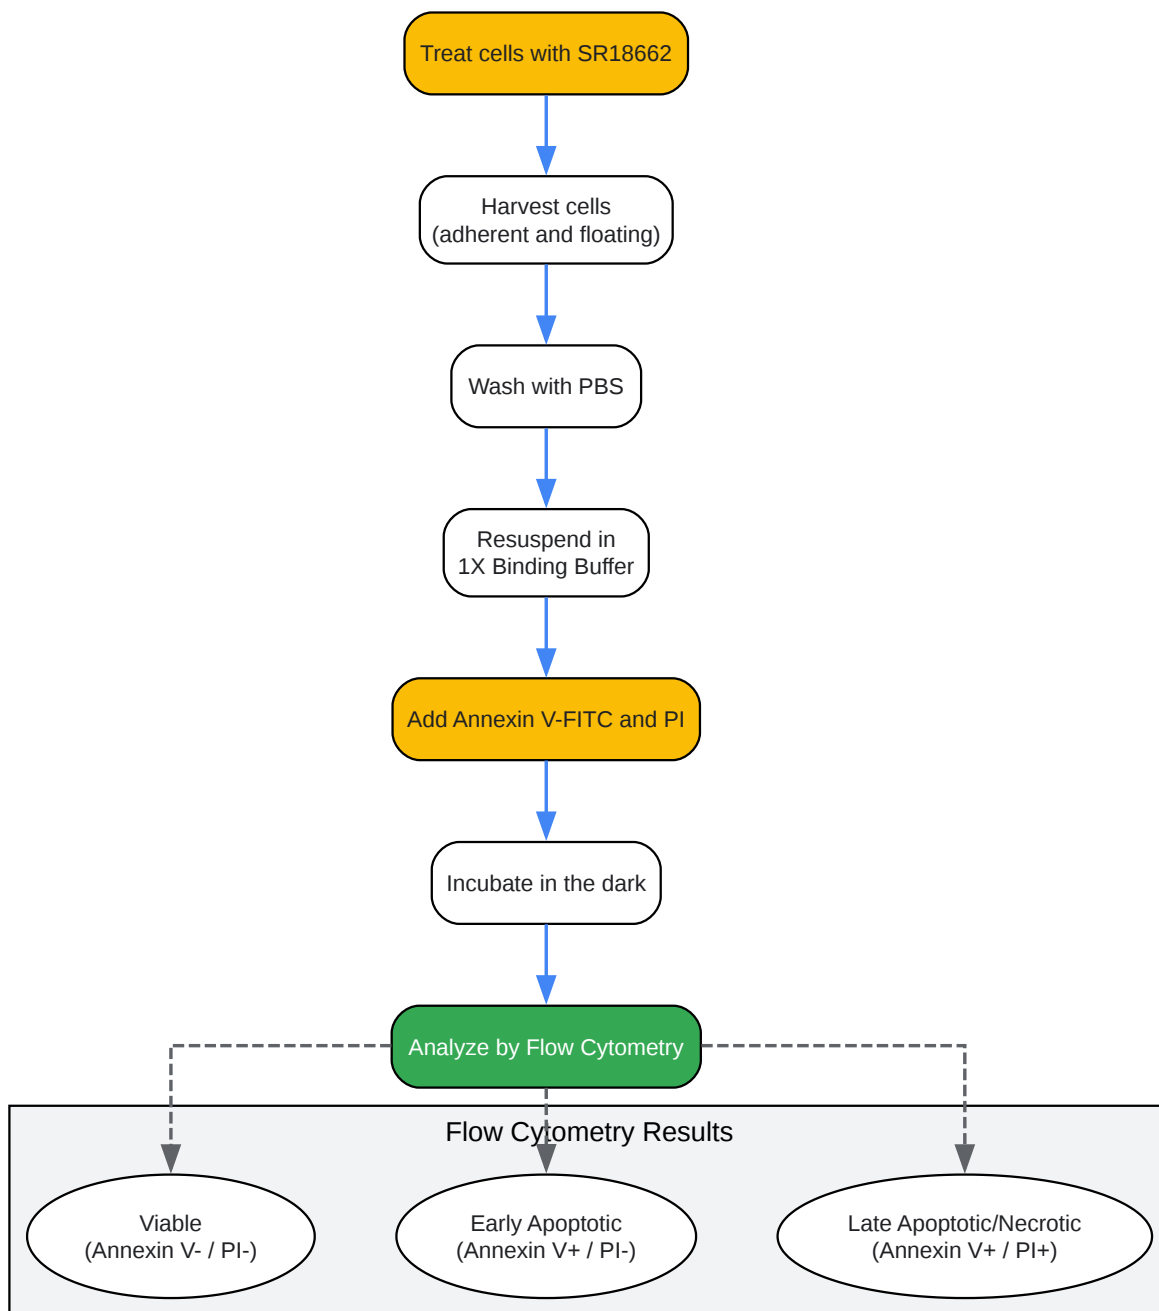 Treat cells with SR18662
Harvest cells
(adherent and floating)
Wash with PBS
Resuspend in
1X Binding Buffer
Add Annexin V-FITC and PI
Incubate in the dark
Analyze by Flow Cytometry
Flow Cytometry Results
Viable
(Annexin V- / PI-)
Early Apoptotic
(Annexin V+ / PI-)
Late Apoptotic/Necrotic
(Annexin V+ / PI+)